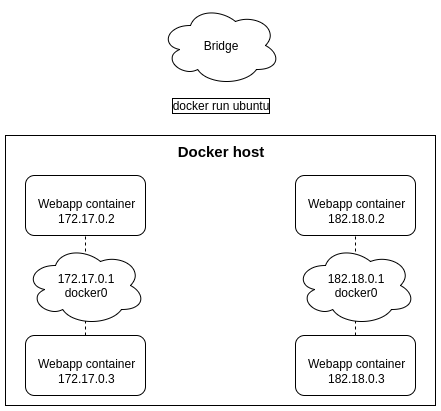 Bridge
docker run ubuntu
Docker host
Webapp container
172.17.0.2
Webapp container
182.18.0.2
172.17.0.1
docker0
182.18.0.1
docker0
Webapp container
172.17.0.3
Webapp container
182.18.0.3